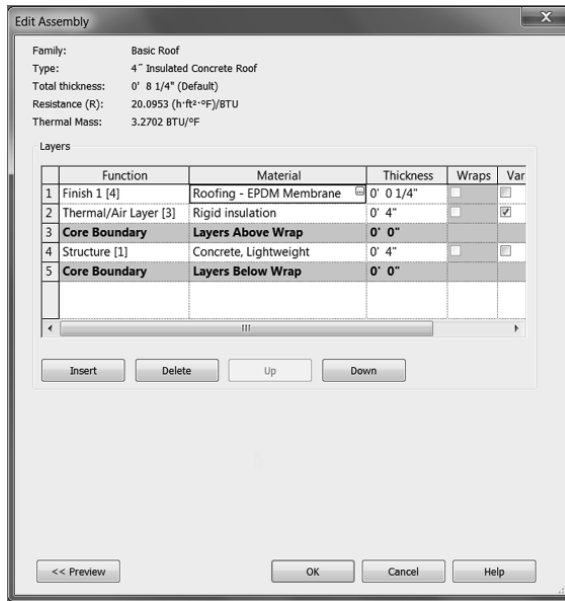 Edit Assembly
X
Family: Basic Roof
Type: 4" Insulated Concrete Roof
Total thickness: 0' 8 1/4" (Default)
Resistance (R): 20.0953 (h·ft²·°F)/BTU
Thermal Mass: 3.2702 BTU/°F
Layers
Function Material Thickness Wraps Var
1 Finish 1 [4] Roofing - EPDM Membrane 0' 0 1/4"
2 Thermal/Air Layer [3] Rigid insulation 0' 4"
3 Core Boundary Layers Above Wrap 0' 0"
4 Structure [1] Concrete, Lightweight 0' 4"
5 Core Boundary Layers Below Wrap 0' 0"
Insert Delete Up Down
<< Preview OK Cancel Help